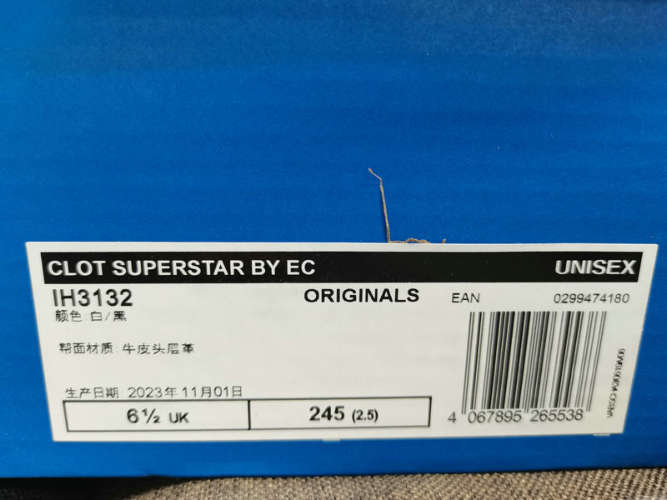 CLOT SUPERSTAR BY EC UNISEX
IH3132 ORIGINALS EAN 0299474180
颜色 白/黑
帮面材质: 牛皮头层革
生产日期: 2023年 11月01日
6½ UK 245 (2.5)
4 067895 265538